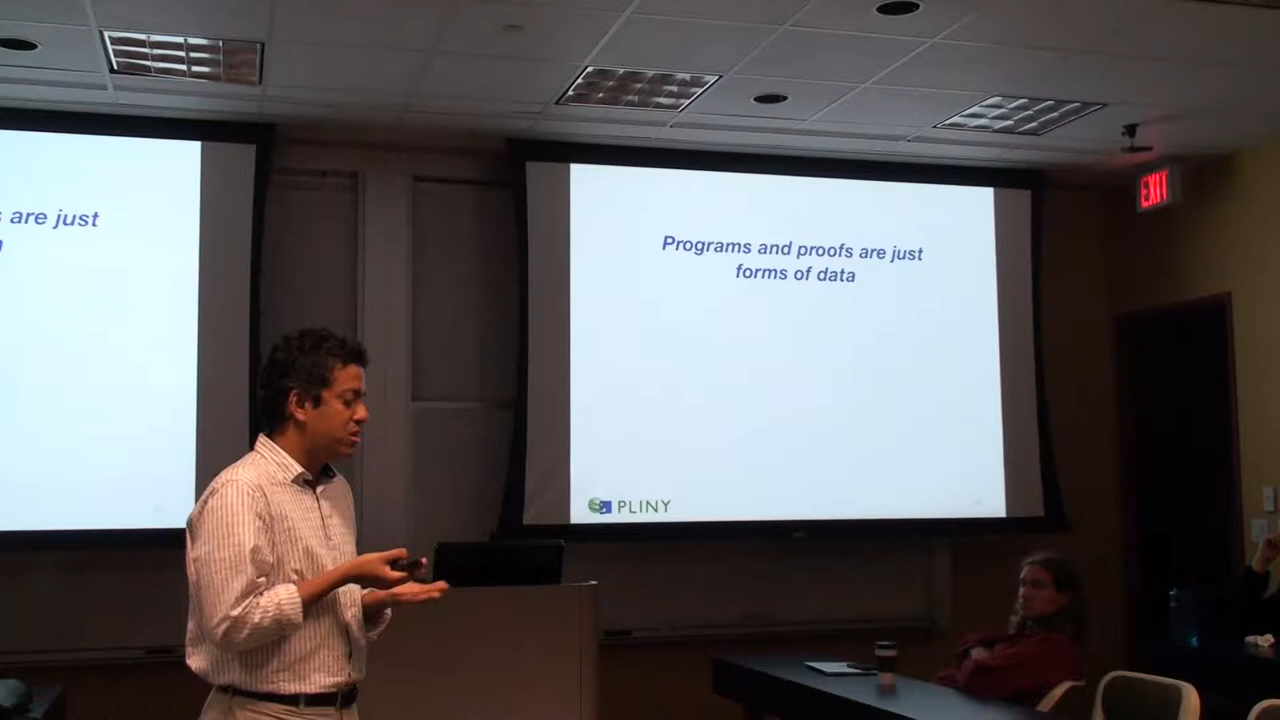 s are just
Programs and proofs are just
forms of data
PLINY
EXIT